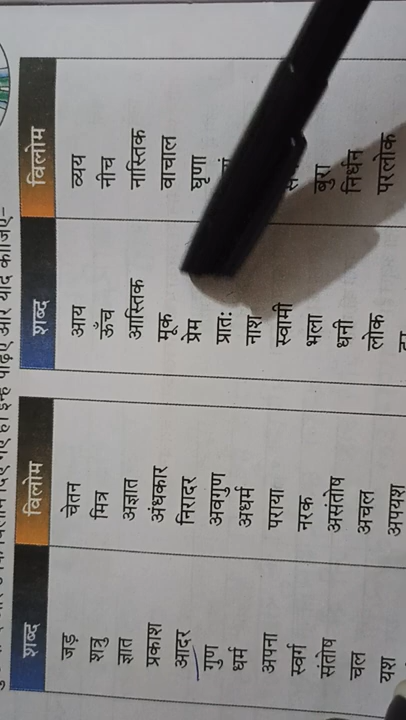 शब्द विलोम शब्द विलोम
जड़ चेतन आय व्यय
शत्रु मित्र ऊँच नीच
ज्ञात अज्ञात आस्तिक नास्तिक
प्रकाश अंधकार मूक वाचाल
आदर निरादर प्रेम घृणा
गुण अवगुण प्रातः
धर्म अधर्म नाश
अपना पराया स्वामी
स्वर्ग नरक भला बुरा
संतोष असंतोष धनी निर्धन
चल अचल लोक परलोक
यश अपयश